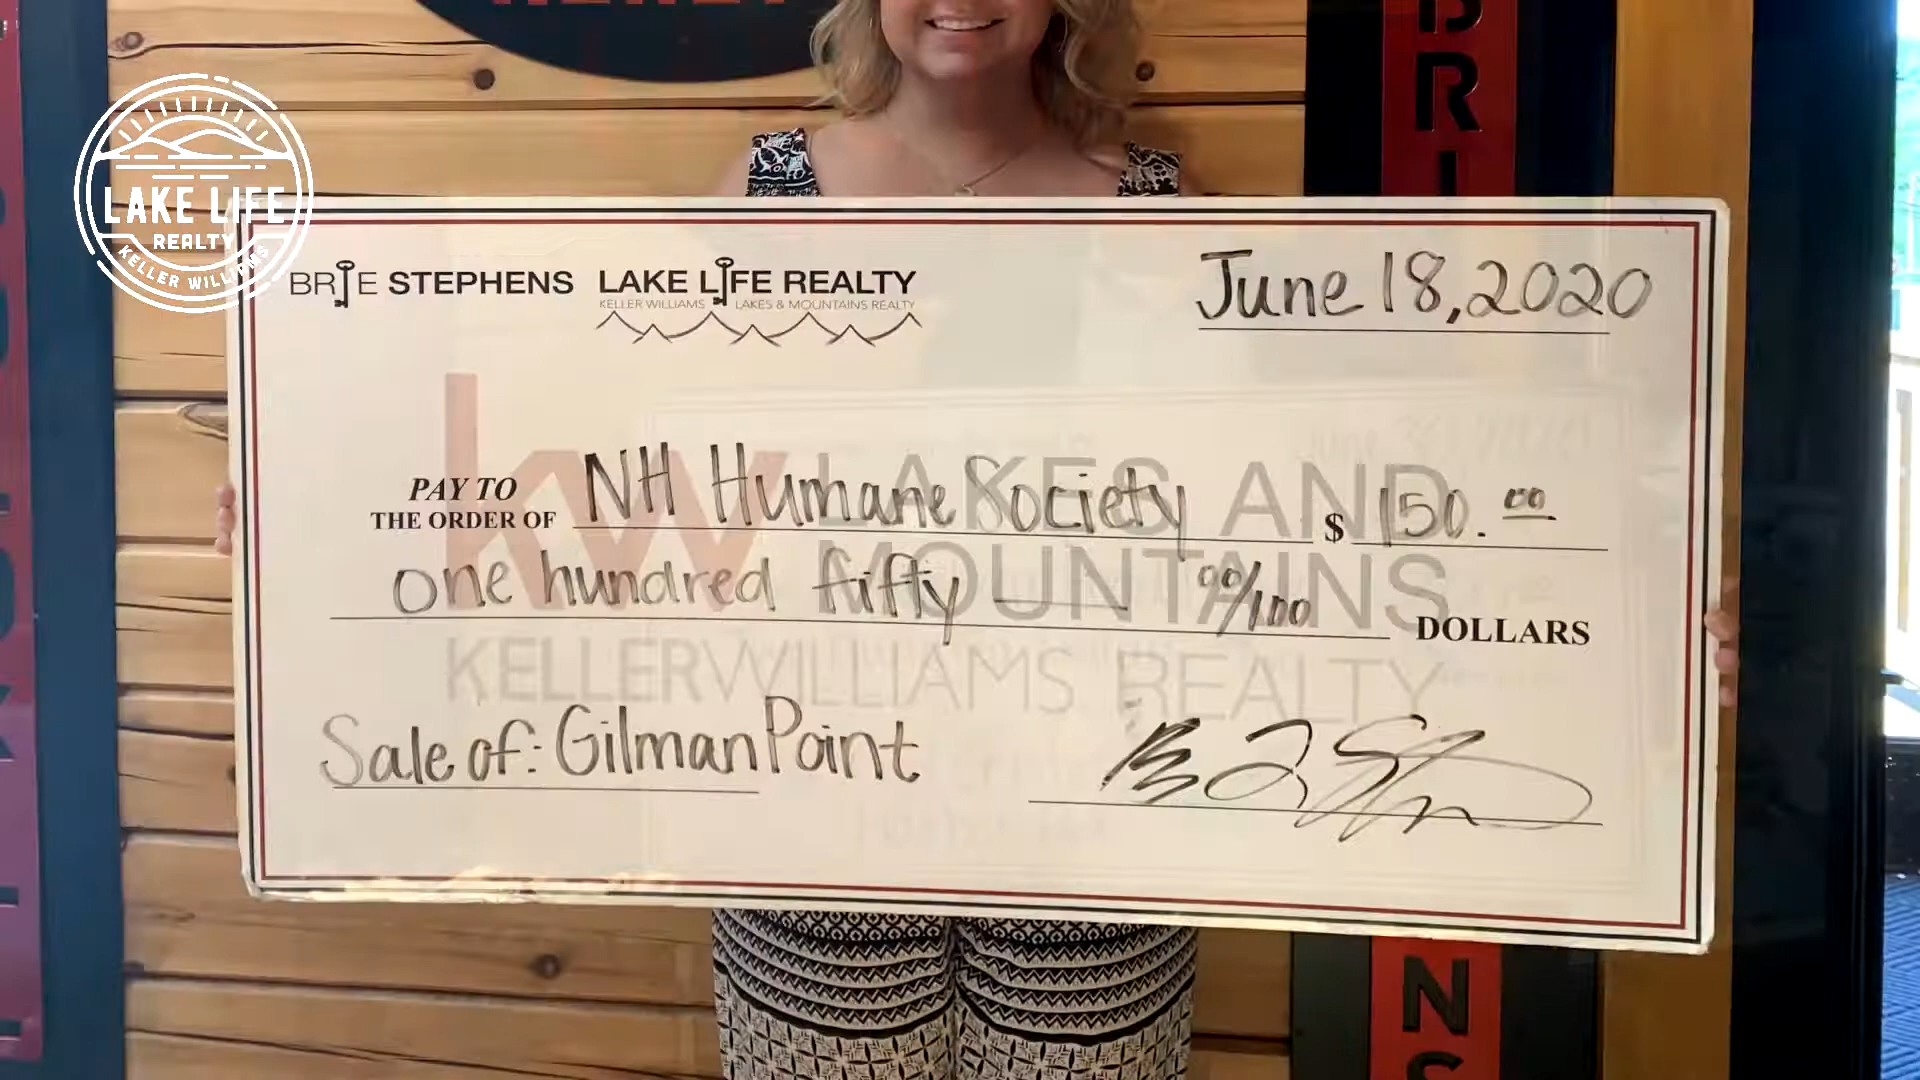 LAKE LIFE
REALTY
KELLER WILLIAMS
BRIE STEPHENS
LAKE LIFE REALTY
KELLER WILLIAMS LAKES & MOUNTAINS REALTY
June 18, 2020
PAY TO
THE ORDER OF
NH Humane Society $ 150.00
one hundred fifty 00/100 DOLLARS
kw LAKES AND
MOUNTAINS
KELLERWILLIAMS REALTY
Sale of: Gilman Point